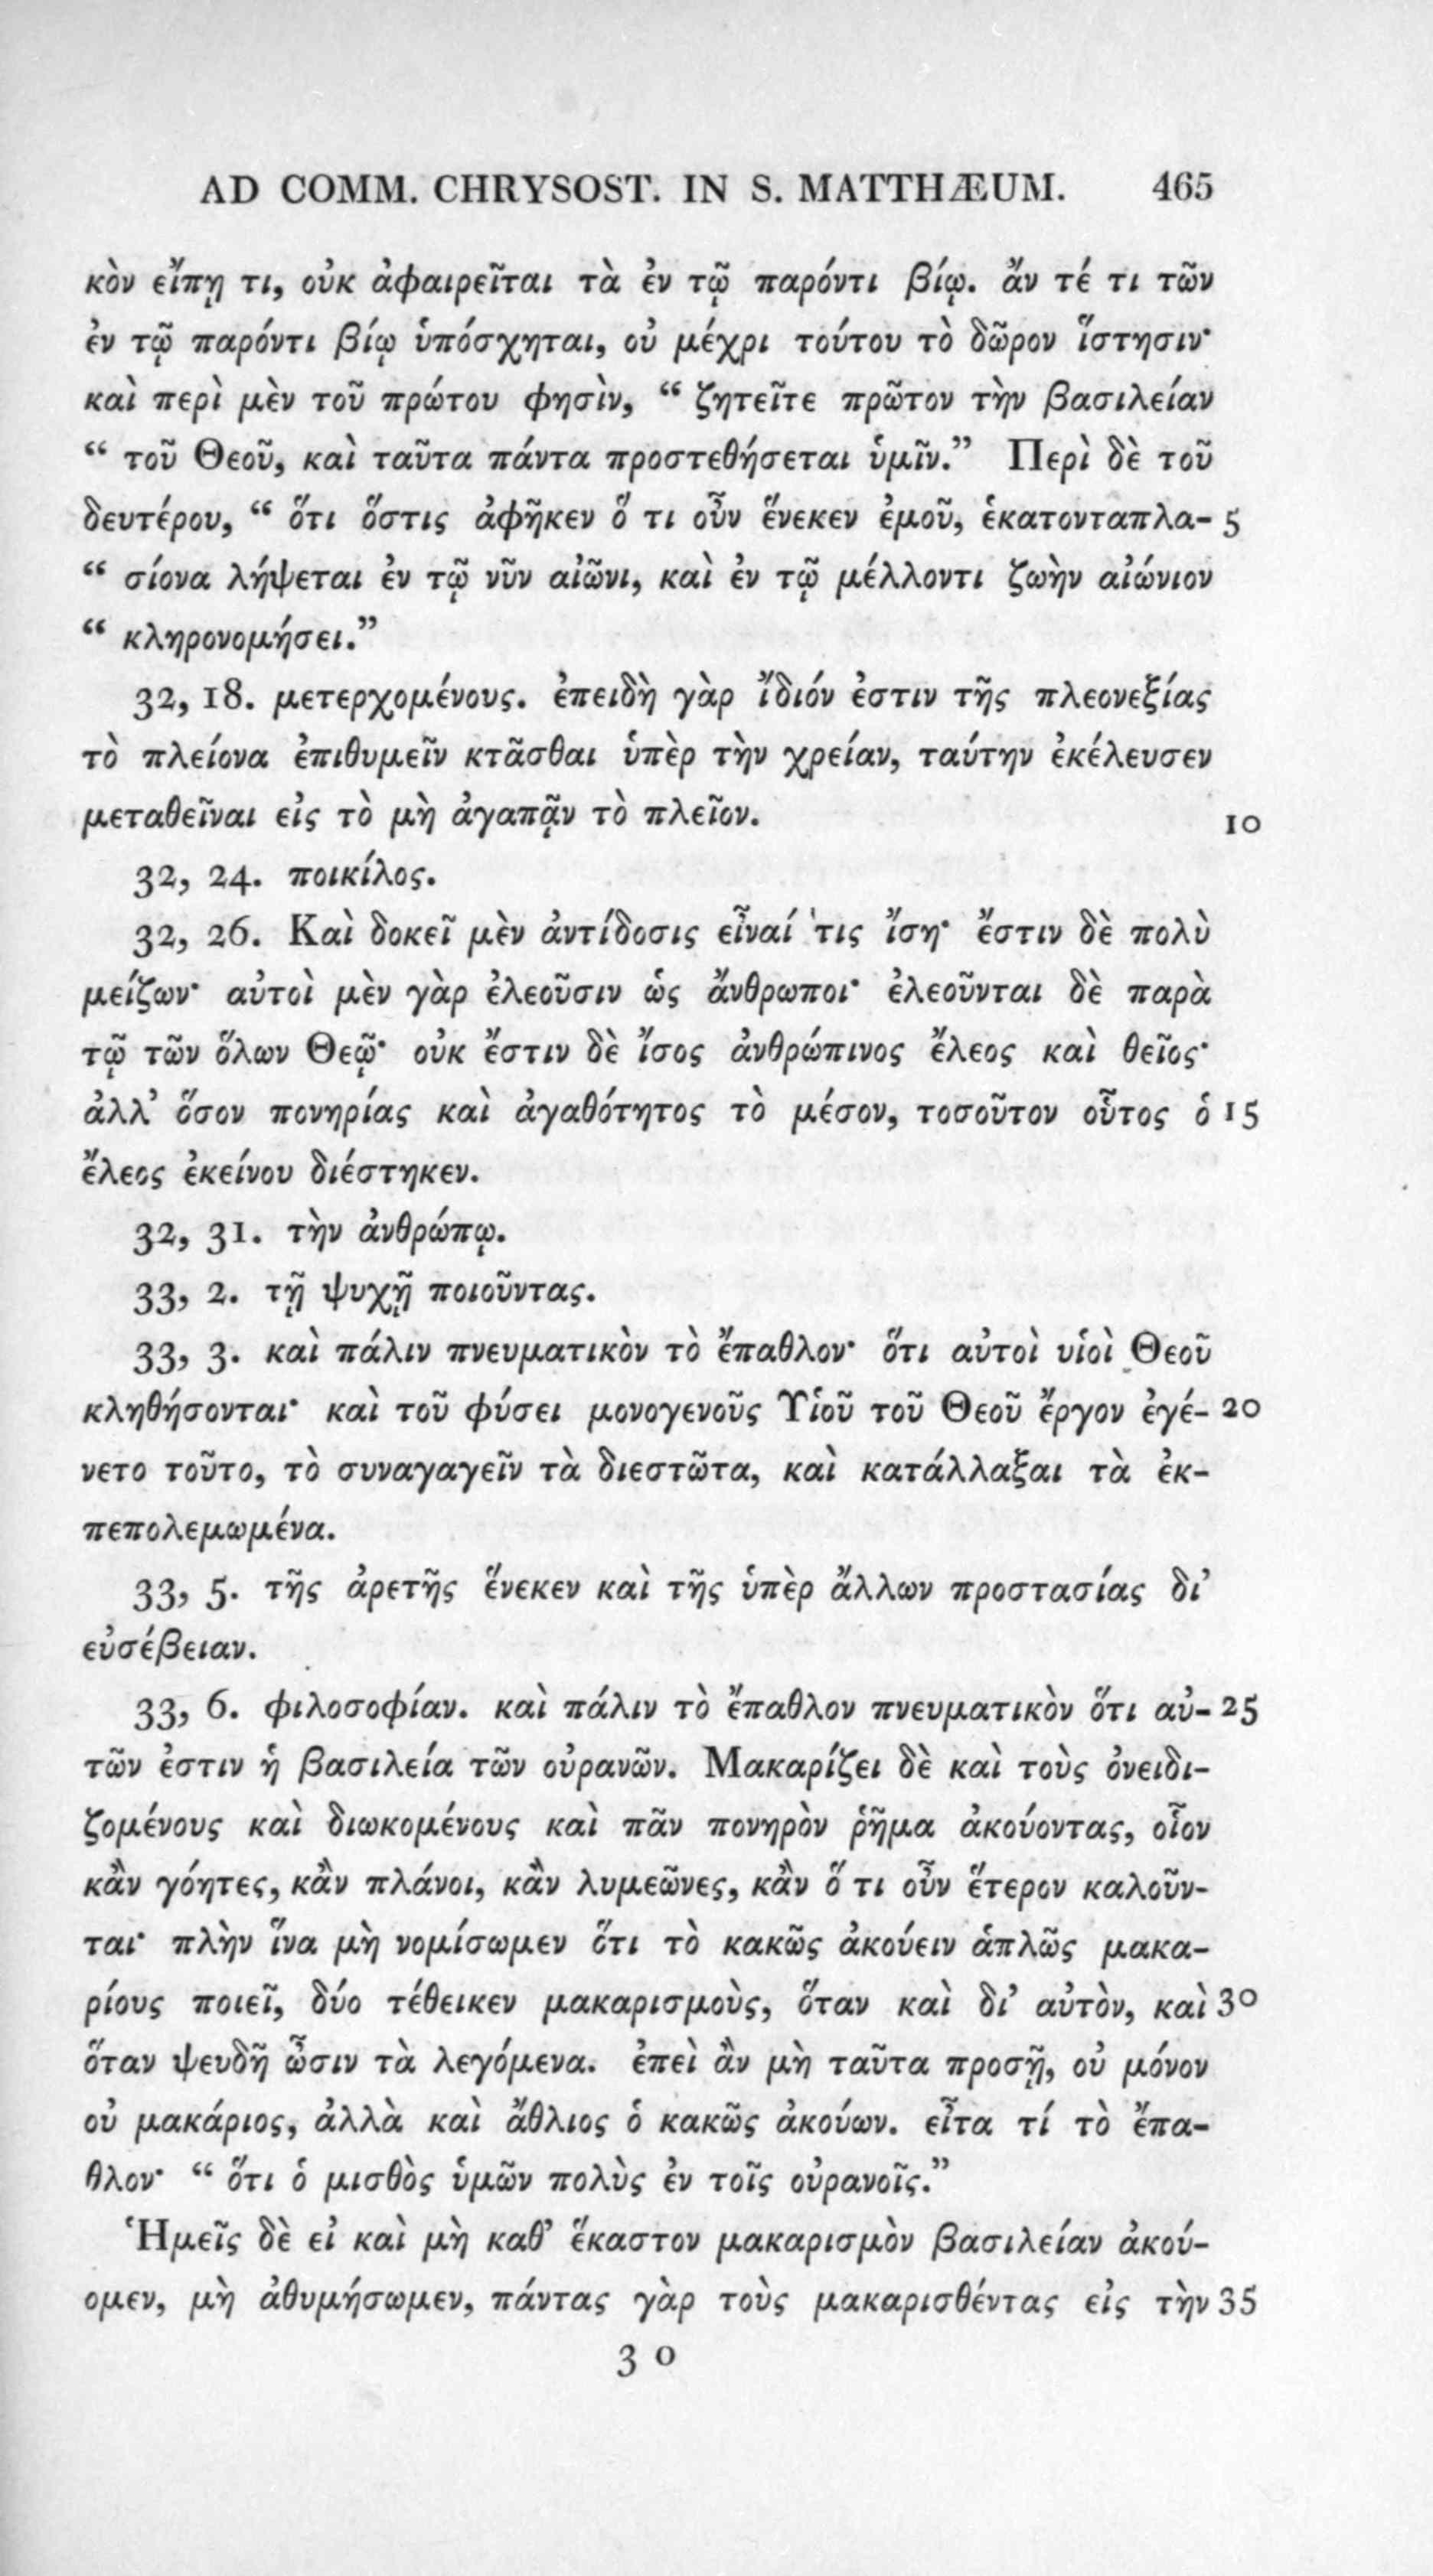 AD COMM. CHRYSOST. IN S. MATTHÆUM. 465
κὸν εἴπῃ τι, οὐκ ἀφαιρεῖται τὰ ἐν τῷ παρόντι βίῳ. ἄν τέ τι τῶν
ἐν τῷ παρόντι βίῳ ὑπόσχηται, οὐ μέχρι τούτου τὸ δῶρον ἵστησιν·
καὶ περὶ μὲν τοῦ πρώτου φησὶν, “ ζητεῖτε πρῶτον τὴν βασιλείαν
“ τοῦ Θεοῦ, καὶ ταῦτα πάντα προστεθήσεται ὑμῖν.” Περὶ δὲ τοῦ
δευτέρου, “ ὅτι ὅστις ἀφῆκεν ὅ τι οὖν ἕνεκεν ἐμοῦ, ἑκατονταπλα- 5
“ σίονα λήψεται ἐν τῷ νῦν αἰῶνι, καὶ ἐν τῷ μέλλοντι ζωὴν αἰώνιον
“ κληρονομήσει.”
32, 18. μετερχομένους. ἐπειδὴ γὰρ ἴδιόν ἐστιν τῆς πλεονεξίας
τὸ πλείονα ἐπιθυμεῖν κτᾶσθαι ὑπὲρ τὴν χρείαν, ταύτην ἐκέλευσεν
μεταθεῖναι εἰς τὸ μὴ ἀγαπᾷν τὸ πλεῖον. 10
32, 24. ποικίλος.
32, 26. Καὶ δοκεῖ μὲν ἀντίδοσις εἶναί τις ἴση· ἔστιν δὲ πολὺ
μείζων· αὐτοὶ μὲν γὰρ ἐλεοῦσιν ὡς ἄνθρωποι· ἐλεοῦνται δὲ παρὰ
τῷ τῶν ὅλων Θεῷ· οὐκ ἔστιν δὲ ἴσος ἀνθρώπινος ἔλεος καὶ θεῖος·
ἀλλ’ ὅσον πονηρίας καὶ ἀγαθότητος τὸ μέσον, τοσοῦτον οὗτος ὁ 15
ἔλεος ἐκείνου διέστηκεν.
32, 31. τὴν ἀνθρώπῳ.
33, 2. τῇ ψυχῇ ποιοῦντας.
33, 3. καὶ πάλιν πνευματικὸν τὸ ἔπαθλον· ὅτι αὐτοὶ υἱοὶ Θεοῦ
κληθήσονται· καὶ τοῦ φύσει μονογενοῦς Υἱοῦ τοῦ Θεοῦ ἔργον ἐγέ- 20
νετο τοῦτο, τὸ συναγαγεῖν τὰ διεστῶτα, καὶ κατάλλαξαι τὰ ἐκ-
πεπολεμωμένα.
33, 5. τῆς ἀρετῆς ἕνεκεν καὶ τῆς ὑπὲρ ἄλλων προστασίας δι’
εὐσέβειαν.
33, 6. φιλοσοφίαν. καὶ πάλιν τὸ ἔπαθλον πνευματικὸν ὅτι αὐ- 25
τῶν ἐστιν ἡ βασιλεία τῶν οὐρανῶν. Μακαρίζει δὲ καὶ τοὺς ὀνειδι-
ζομένους καὶ διωκομένους καὶ πᾶν πονηρὸν ῥῆμα ἀκούοντας, οἷον
κἂν γόητες, κἂν πλάνοι, κἂν λυμεῶνες, κἂν ὅ τι οὖν ἕτερον καλοῦν-
ται· πλὴν ἵνα μὴ νομίσωμεν ὅτι τὸ κακῶς ἀκούειν ἁπλῶς μακα-
ρίους ποιεῖ, δύο τέθεικεν μακαρισμοὺς, ὅταν καὶ δι’ αὐτὸν, καὶ 30
ὅταν ψευδῆ ὦσιν τὰ λεγόμενα. ἐπεὶ ἂν μὴ ταῦτα προσῇ, οὐ μόνον
οὐ μακάριος, ἀλλὰ καὶ ἄθλιος ὁ κακῶς ἀκούων. εἶτα τί τὸ ἔπα-
θλον· “ ὅτι ὁ μισθὸς ὑμῶν πολὺς ἐν τοῖς οὐρανοῖς.”
Ἡμεῖς δὲ εἰ καὶ μὴ καθ’ ἕκαστον μακαρισμὸν βασιλείαν ἀκού-
ομεν, μὴ ἀθυμήσωμεν, πάντας γὰρ τοὺς μακαρισθέντας εἰς τὴν 35
3 O